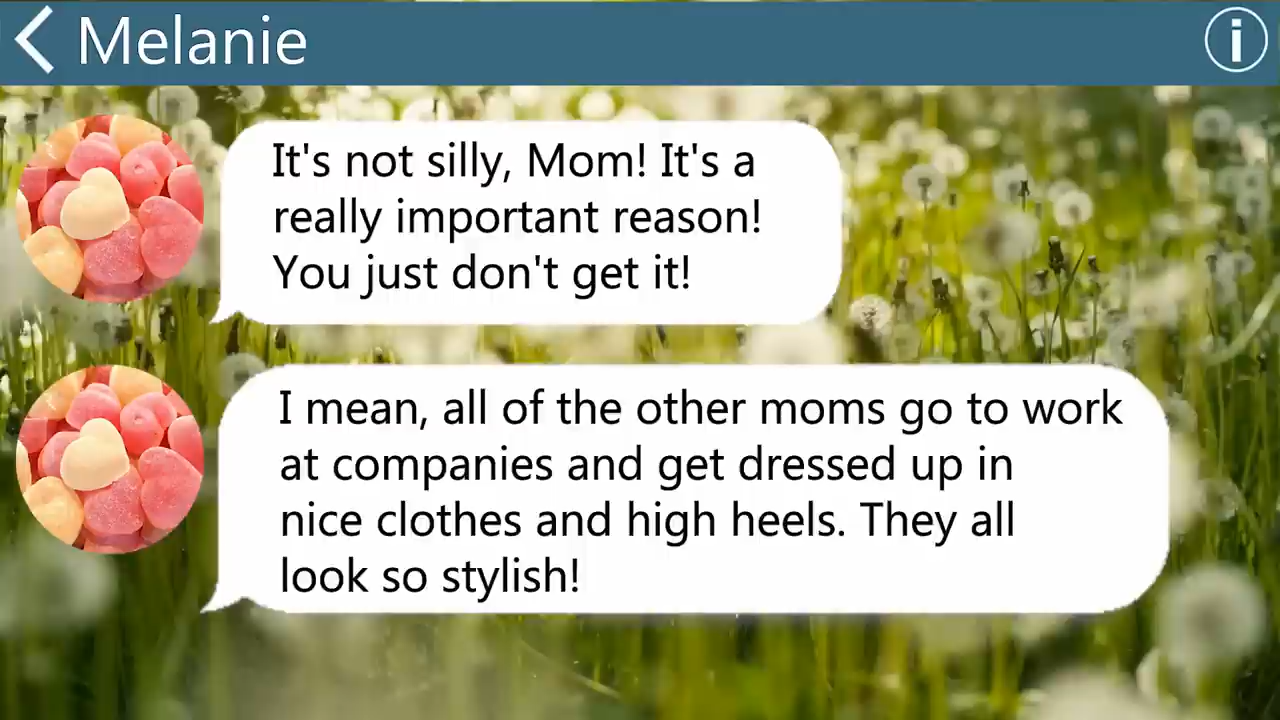 Melanie
It's not silly, Mom! It's a
really important reason!
You just don't get it!
I mean, all of the other moms go to work
at companies and get dressed up in
nice clothes and high heels. They all
look so stylish!